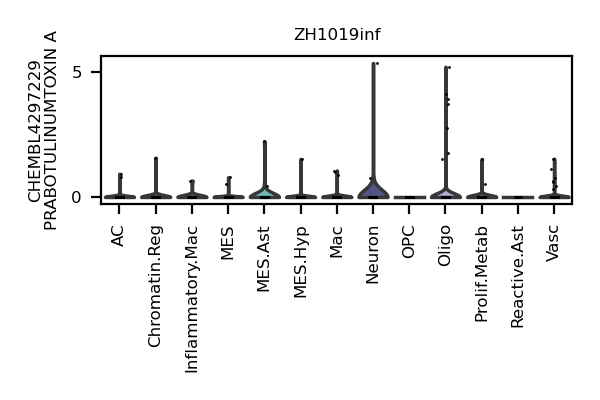 ZH1019inf
CHEMBL4297229
PRABOTULINUMTOXIN A
5
0
AC
Chromatin.Reg
Inflammatory.Mac
MES
MES.Ast
MES.Hyp
Mac
Neuron
OPC
Oligo
Prolif.Metab
Reactive.Ast
Vasc